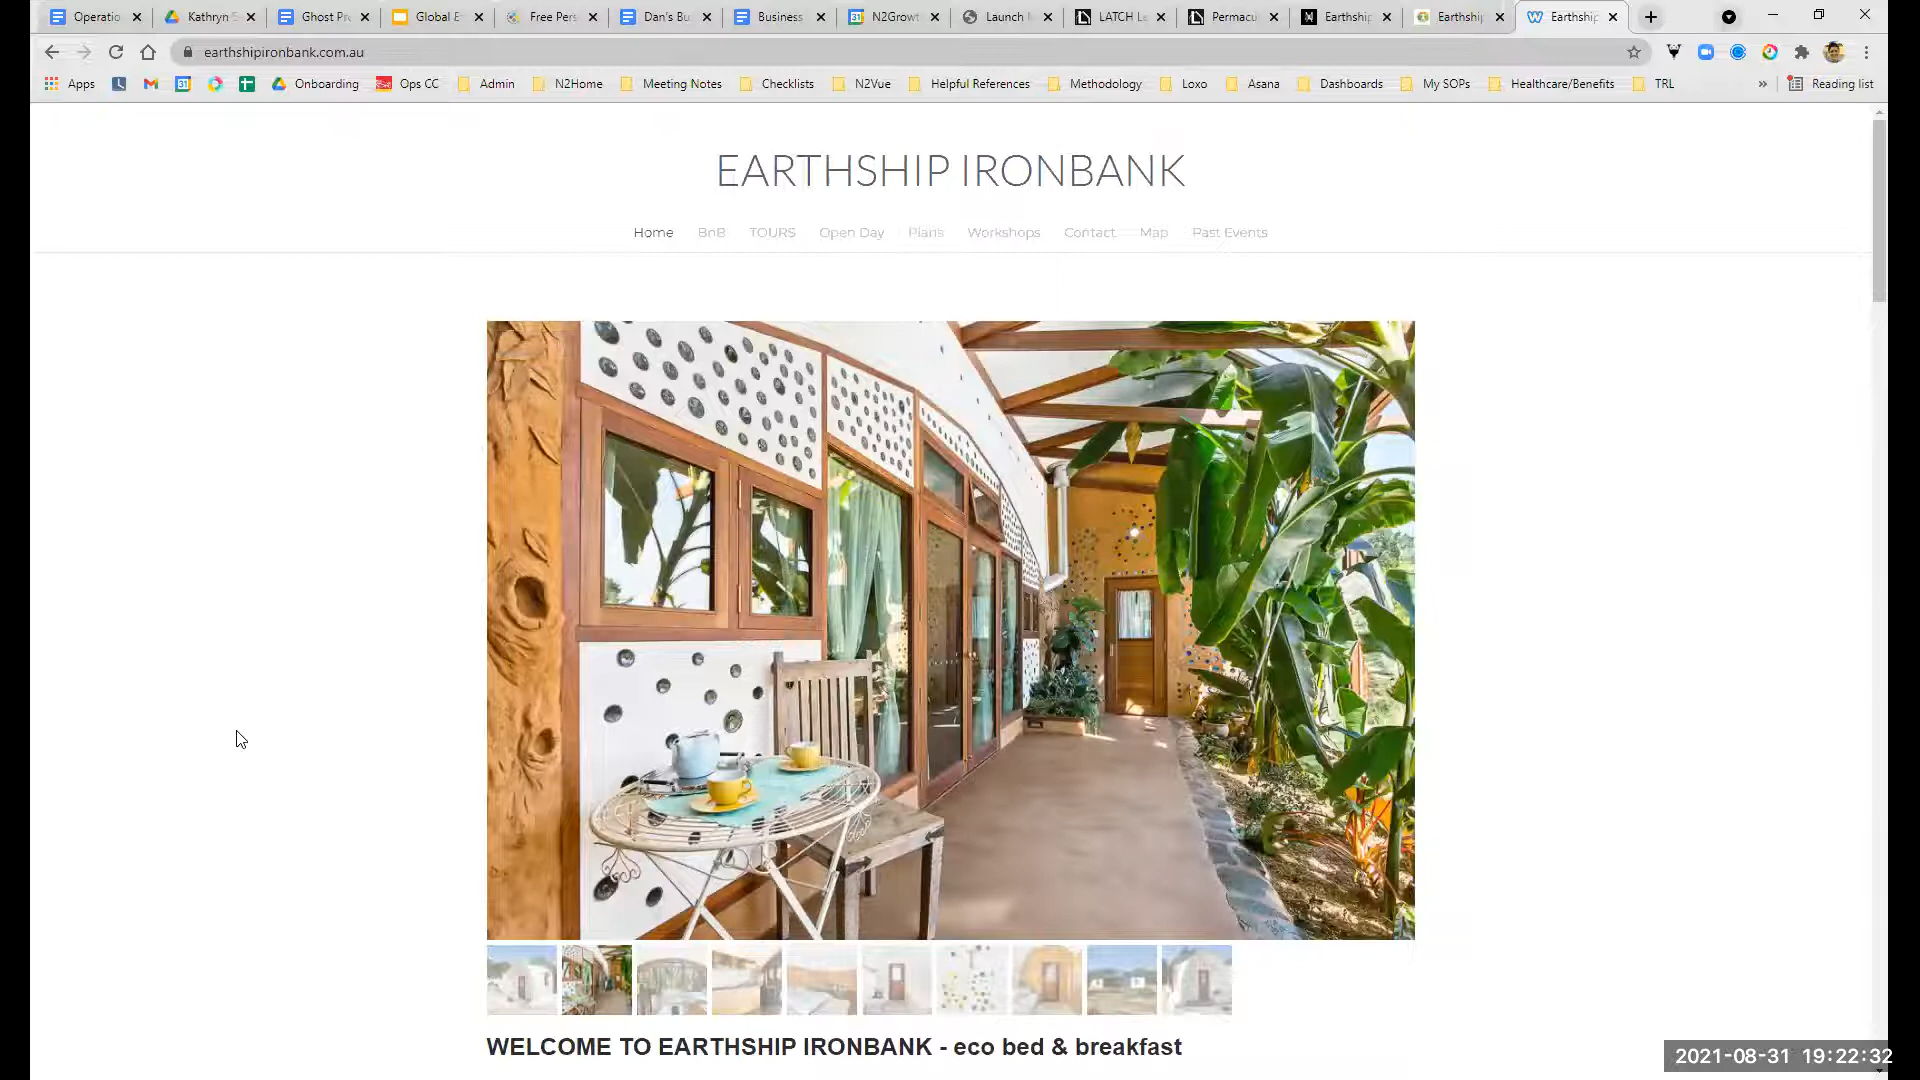 Operatio
Kathryn
Ghost Pr
Global E
Free Pers
Dan's Bu
Business
N2Growt
Launch
LATCH L
Permacu
Earthship
Earthship
Earthship
earthshipironbank.com.au
Apps
Onboarding
Ops CC
Admin
N2Home
Meeting Notes
Checklists
N2Vue
Helpful References
Methodology
Loxo
Asana
Dashboards
My SOPs
Healthcare/Benefits
TRL
»
Reading list
EARTHSHIP IRONBANK
Home BnB TOURS Open Day Plans Workshops Contact Map Past Events
WELCOME TO EARTHSHIP IRONBANK - eco bed & breakfast
2021-08-31 19:22:32